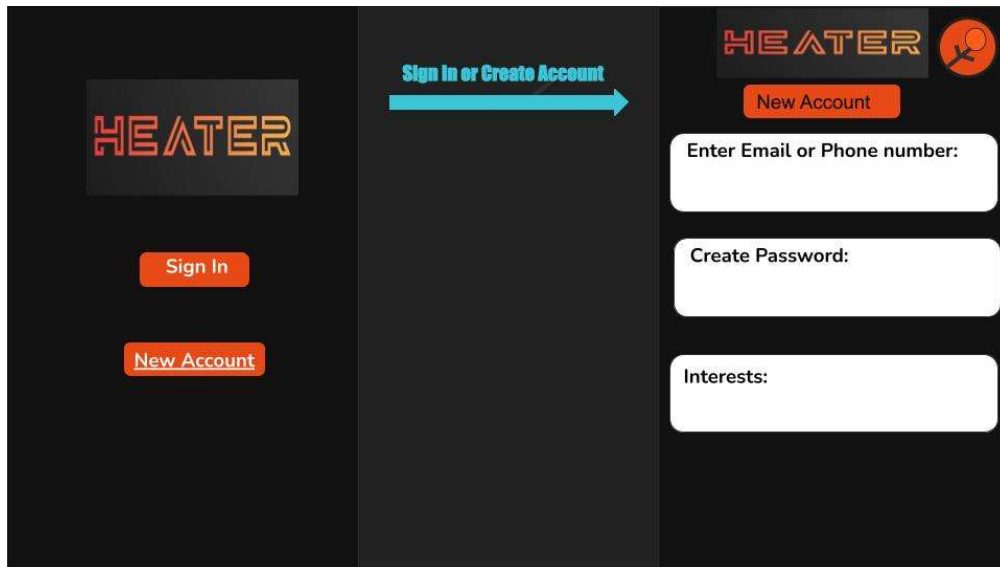 HEATER
Sign In
New Account
Sign in or Create Account
HEATER
New Account
Enter Email or Phone number:
Create Password:
Interests: